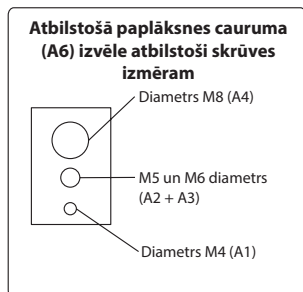 Atbilstošā paplāksnes cauruma
(A6) izvēle atbilstoši skrūves
izmēram
Diametrs M8 (A4)
M5 un M6 diametrs
(A2 + A3)
Diametrs M4 (A1)